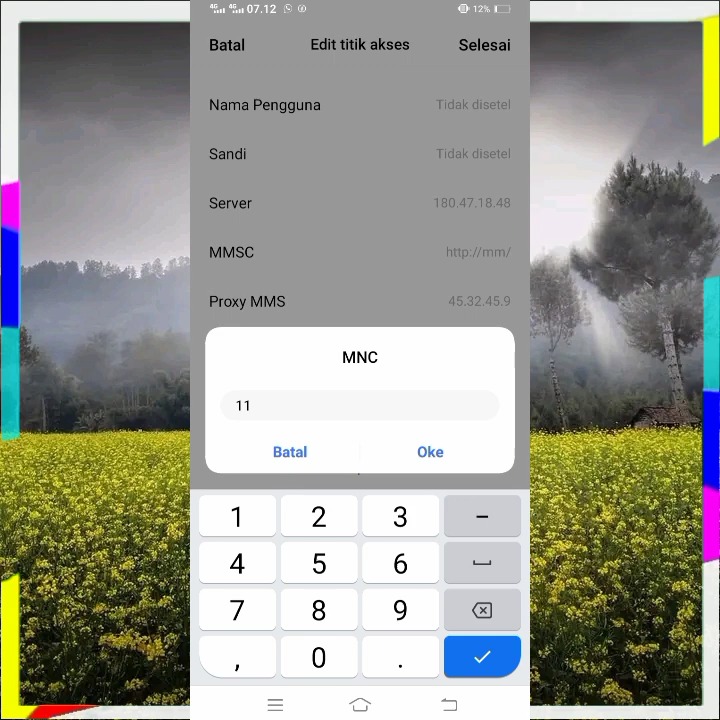 4G 4G 07.12 12%
Batal Edit titik akses Selesai
Nama Pengguna Tidak disetel
Sandi Tidak disetel
Server 180.47.18.48
MMSC http://mm/
Proxy MMS 45.32.45.9
MNC
11
Batal Oke
1 2 3 -
4 5 6
7 8 9
, 0 .